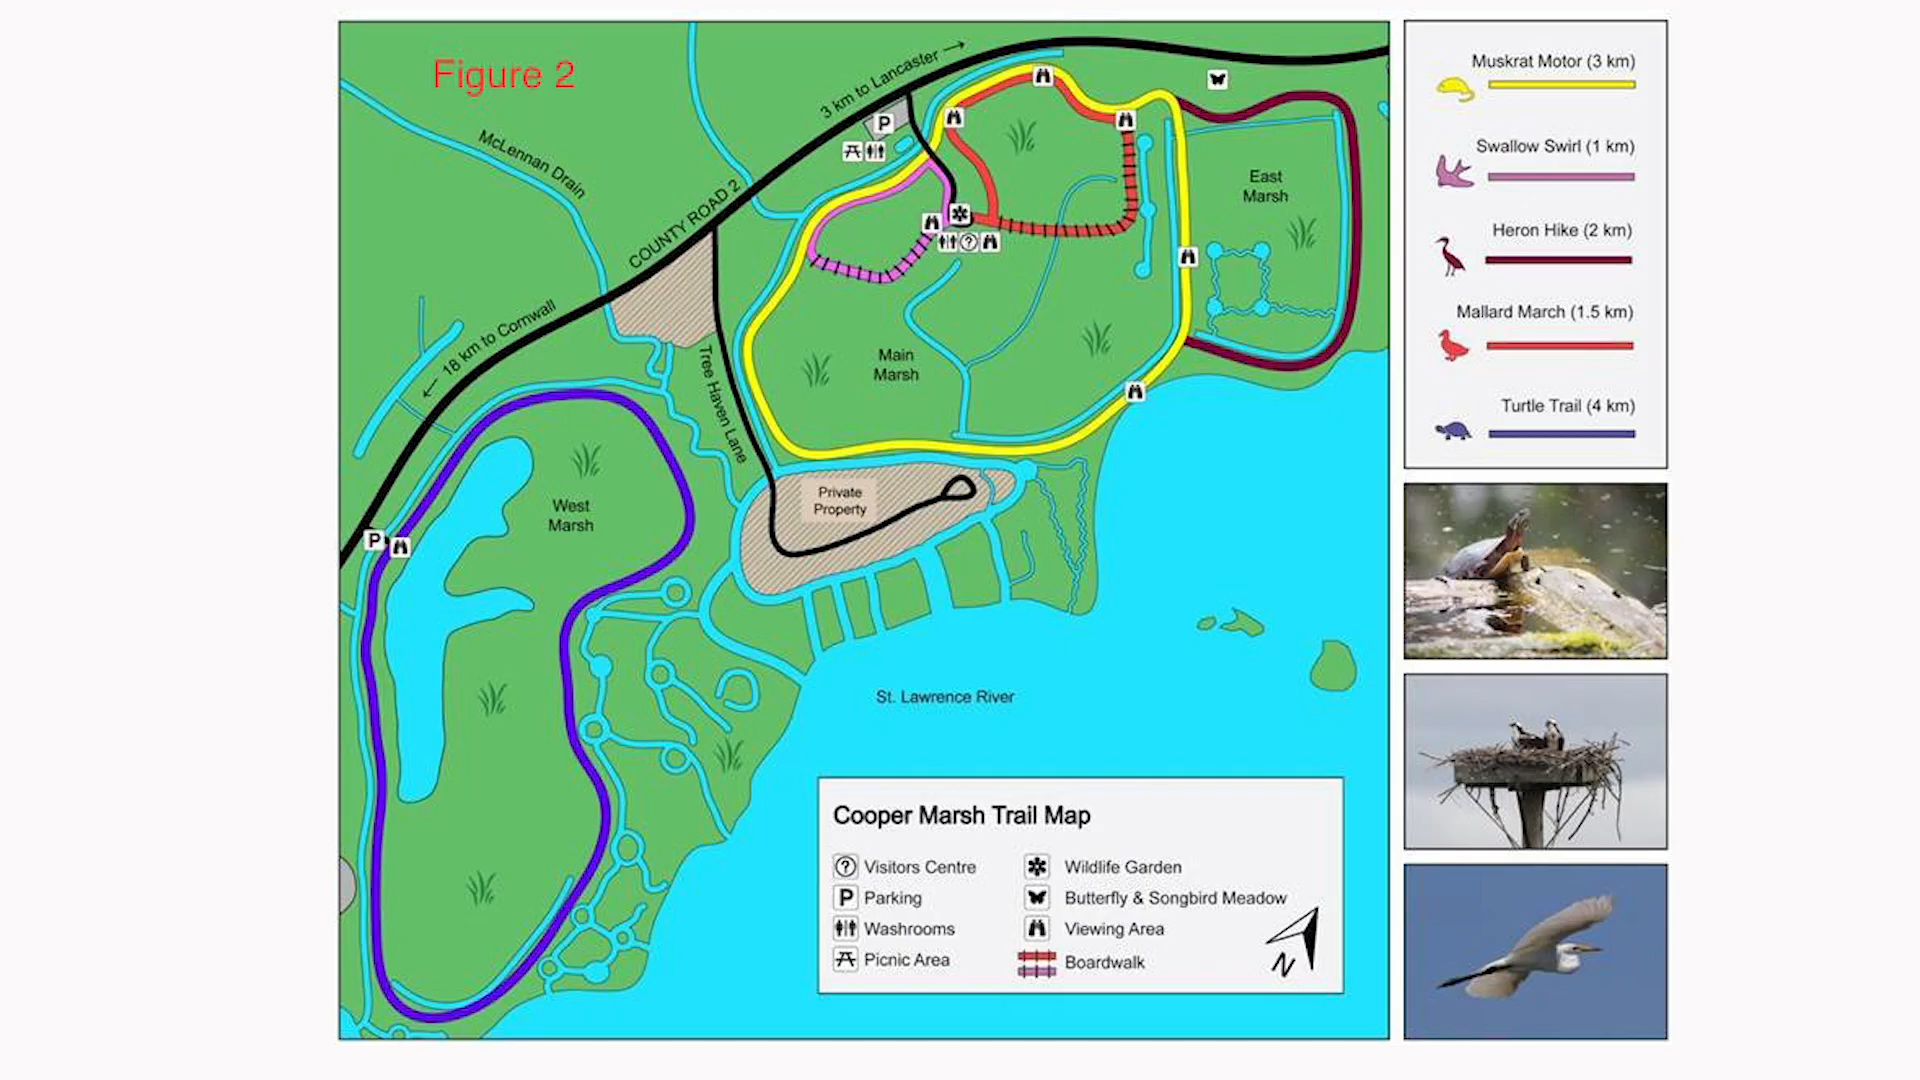 Figure 2
3 km to Lancaster →
McLennan Drain
P
COUNTY ROAD 2
East
Marsh
← 18 km to Cornwall
Tree Haven Lane
Main
Marsh
West
Marsh
Private
Property
P
St. Lawrence River
Cooper Marsh Trail Map
? Visitors Centre
P Parking
Washrooms
Picnic Area
Wildlife Garden
Butterfly & Songbird Meadow
Viewing Area
Boardwalk
N
Muskrat Motor (3 km)
Swallow Swirl (1 km)
Heron Hike (2 km)
Mallard March (1.5 km)
Turtle Trail (4 km)